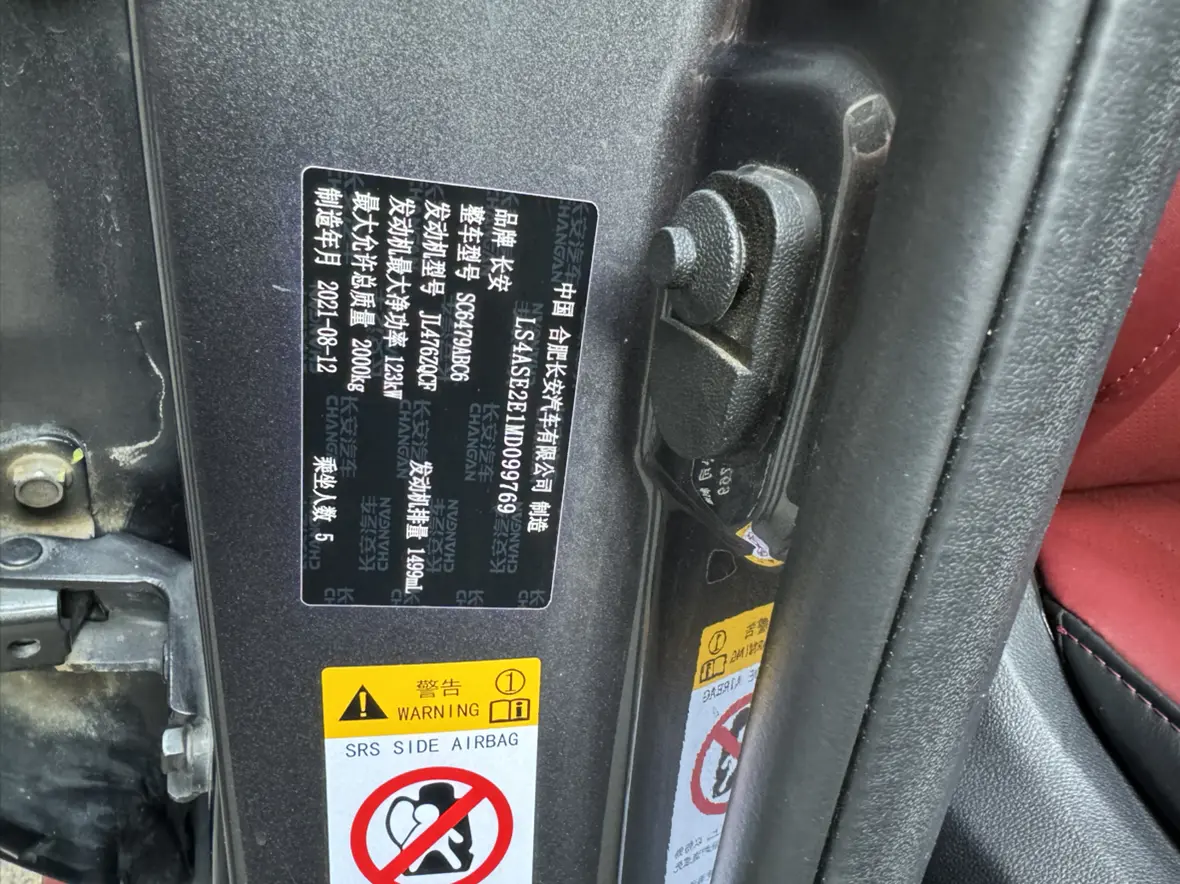 中国 合肥长安汽车有限公司 制造
LS4ASE2E1MD099769
品牌 长安
整车型号 SC6479ABC6
发动机型号 JL476ZQCF 发动机排量 1499mL
发动机最大净功率 123kW
最大允许总质量 2000kg
制造年月 2021-08-12 乘坐人数 5
警告
WARNING
SRS SIDE AIRBAG